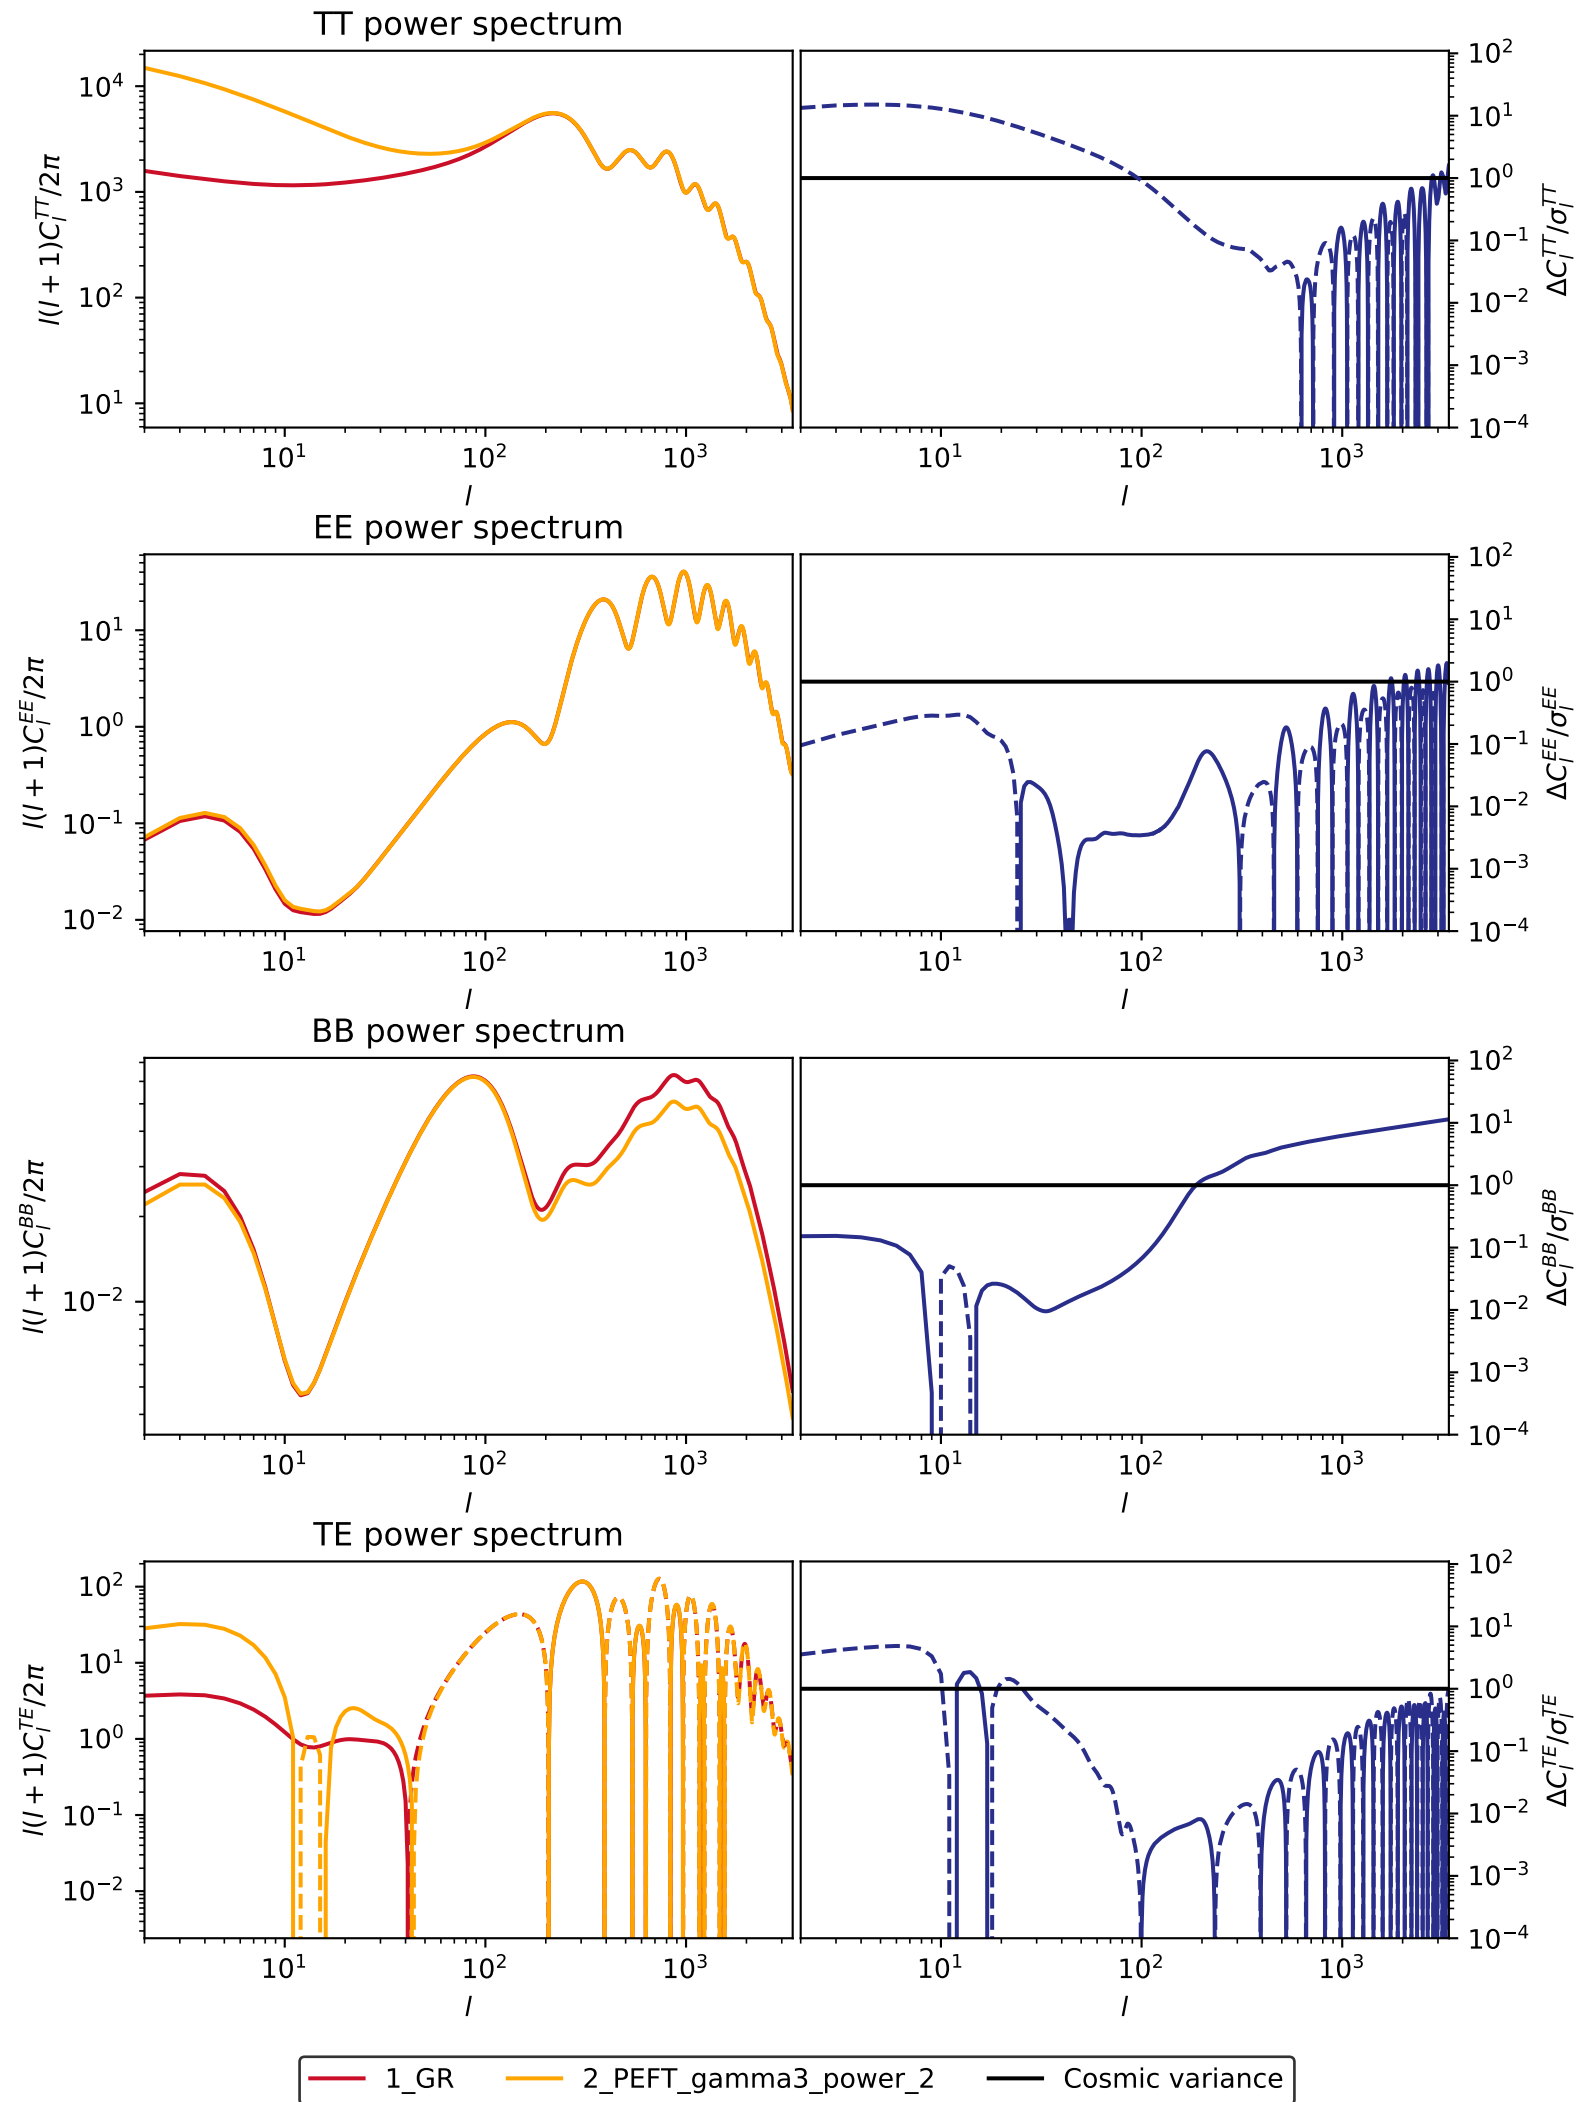 TT power spectrum
l(l + 1)C_l^{TT}/2π
10^4
10^3
10^2
10^1
10^1 10^2 10^3
l
10^1 10^2 10^3
l
10^2
10^1
10^0
10^{−1}
10^{−2}
10^{−3}
10^{−4}
ΔC_l^{TT}/σ_l^{TT}
EE power spectrum
l(l + 1)C_l^{EE}/2π
10^1
10^0
10^{−1}
10^{−2}
10^1 10^2 10^3
l
10^1 10^2 10^3
l
10^2
10^1
10^0
10^{−1}
10^{−2}
10^{−3}
10^{−4}
ΔC_l^{EE}/σ_l^{EE}
BB power spectrum
l(l + 1)C_l^{BB}/2π
10^{−2}
10^1 10^2 10^3
l
10^1 10^2 10^3
l
10^2
10^1
10^0
10^{−1}
10^{−2}
10^{−3}
10^{−4}
ΔC_l^{BB}/σ_l^{BB}
TE power spectrum
l(l + 1)C_l^{TE}/2π
10^2
10^1
10^0
10^{−1}
10^{−2}
10^1 10^2 10^3
l
10^1 10^2 10^3
l
10^2
10^1
10^0
10^{−1}
10^{−2}
10^{−3}
10^{−4}
ΔC_l^{TE}/σ_l^{TE}
1_GR 2_PEFT_gamma3_power_2 Cosmic variance